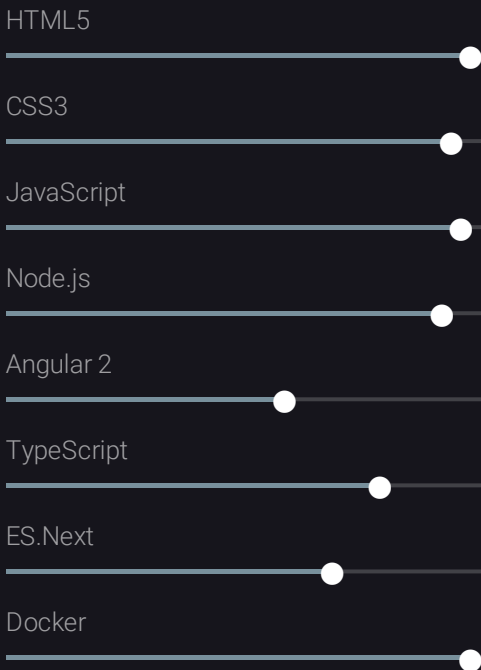 HTML5
CSS3
JavaScript
Node.js
Angular 2
TypeScript
ES.Next
Docker